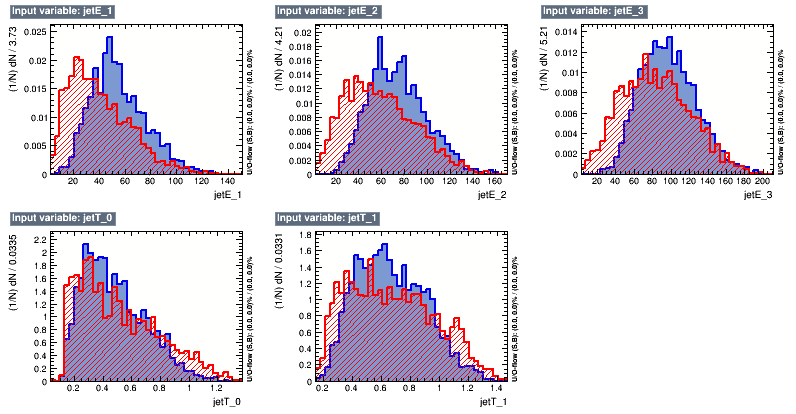 Input variable: jetE_1
(1/N) dN / 3.73
0.025
0.02
0.015
0.01
0.005
0
20 40 60 80 100 120 140
jetE_1
U/O-flow (S,B): (0.0, 0.0)% / (0.0, 0.0)%
Input variable: jetE_2
(1/N) dN / 4.21
0.02
0.018
0.016
0.014
0.012
0.01
0.008
0.006
0.004
0.002
0
20 40 60 80 100 120 140 160
jetE_2
U/O-flow (S,B): (0.0, 0.0)% / (0.0, 0.0)%
Input variable: jetE_3
(1/N) dN / 5.21
0.014
0.012
0.01
0.008
0.006
0.004
0.002
0
20 40 60 80 100 120 140 160 180 200
jetE_3
U/O-flow (S,B): (0.0, 0.0)% / (0.0, 0.0)%
Input variable: jetT_0
(1/N) dN / 0.0335
2.2
2
1.8
1.6
1.4
1.2
1
0.8
0.6
0.4
0.2
0
0.2 0.4 0.6 0.8 1 1.2
jetT_0
U/O-flow (S,B): (0.0, 0.0)% / (0.0, 0.0)%
Input variable: jetT_1
(1/N) dN / 0.0331
1.8
1.6
1.4
1.2
1
0.8
0.6
0.4
0.2
0
0.2 0.4 0.6 0.8 1 1.2 1.4
jetT_1
U/O-flow (S,B): (0.0, 0.0)% / (0.0, 0.0)%